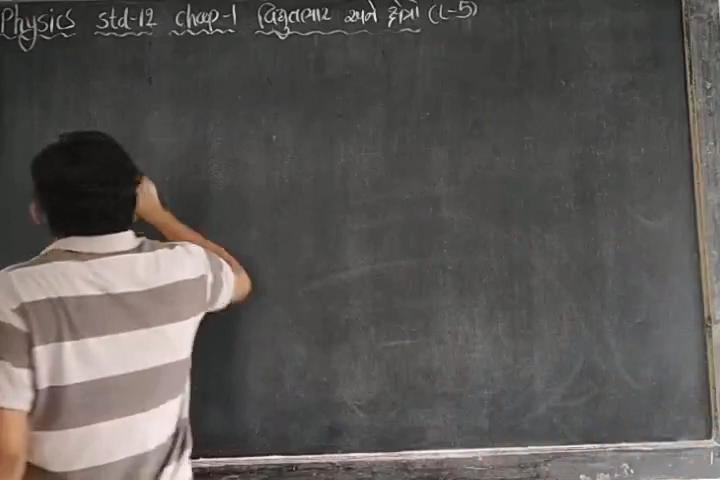 Physics std-12 chap-1 વિદ્યુતભાર અને ક્ષેત્રો (L-5)